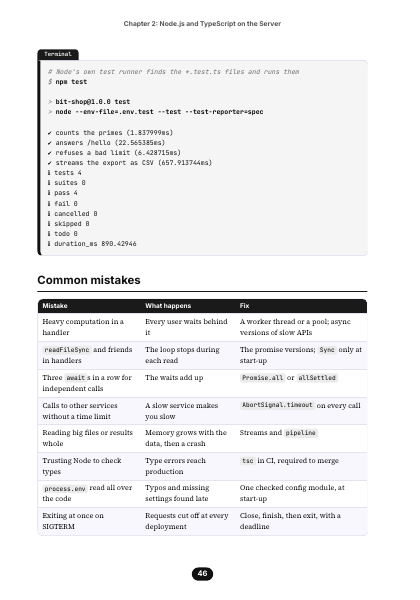 Chapter 2: Node.js and TypeScript on the Server
Terminal
# Node's own test runner finds the *.test.ts files and runs them
$ npm test
> bit-shop@1.0.0 test
> node --env-file=.env.test --test --test-reporter=spec
✔ counts the primes (1.837999ms)
✔ answers /hello (22.565385ms)
✔ refuses a bad limit (6.428715ms)
✔ streams the export as CSV (657.913744ms)
ℹ tests 4
ℹ suites 0
ℹ pass 4
ℹ fail 0
ℹ cancelled 0
ℹ skipped 0
ℹ todo 0
ℹ duration_ms 890.42946
Common mistakes
Mistake What happens Fix
Heavy computation in a Every user waits behind A worker thread or a pool; async
handler it versions of slow APIs
readFileSync and friends The loop stops during The promise versions; Sync only at
in handlers each read start-up
Three awaits in a row for The waits add up Promise.all or allSettled
independent calls
Calls to other services A slow service makes AbortSignal.timeout on every call
without a time limit you slow
Reading big files or results Memory grows with the Streams and pipeline
whole data, then a crash
Trusting Node to check Type errors reach tsc in CI, required to merge
types production
process.env read all over Typos and missing One checked config module, at
the code settings found late start-up
Exiting at once on Requests cut off at every Close, finish, then exit, with a
SIGTERM deployment deadline
46